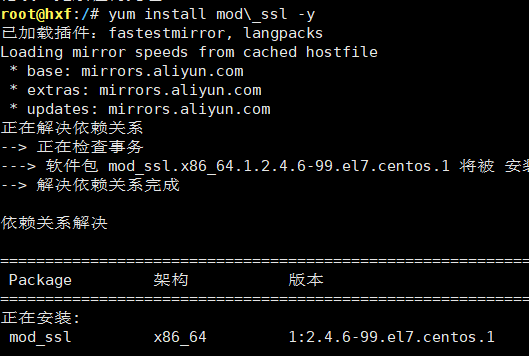 root@hxf:/# yum install mod\_ssl -y
已加载插件：fastestmirror, langpacks
Loading mirror speeds from cached hostfile
 * base: mirrors.aliyun.com
 * extras: mirrors.aliyun.com
 * updates: mirrors.aliyun.com
正在解决依赖关系
--> 正在检查事务
---> 软件包 mod_ssl.x86_64.1.2.4.6-99.el7.centos.1 将被 安装
--> 解决依赖关系完成

依赖关系解决

===========================================================
 Package 架构 版本
===========================================================
正在安装:
 mod_ssl x86_64 1:2.4.6-99.el7.centos.1